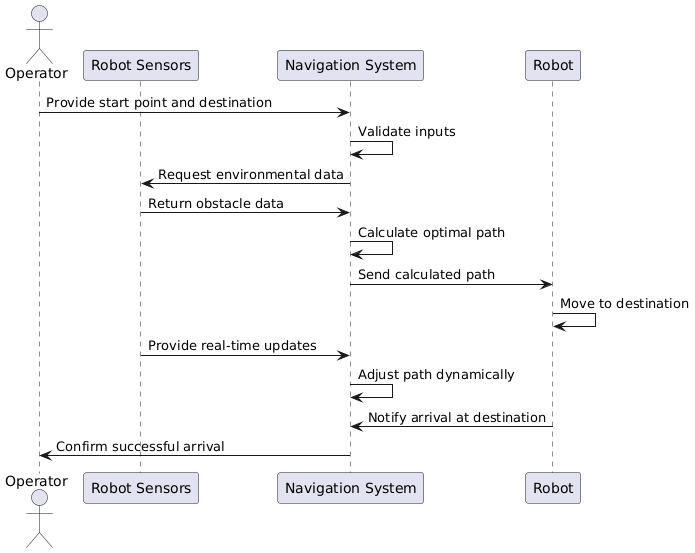 Operator
Robot Sensors
Navigation System
Robot
Provide start point and destination
Validate inputs
Request environmental data
Return obstacle data
Calculate optimal path
Send calculated path
Move to destination
Provide real-time updates
Adjust path dynamically
Notify arrival at destination
Confirm successful arrival
Operator
Robot Sensors
Navigation System
Robot